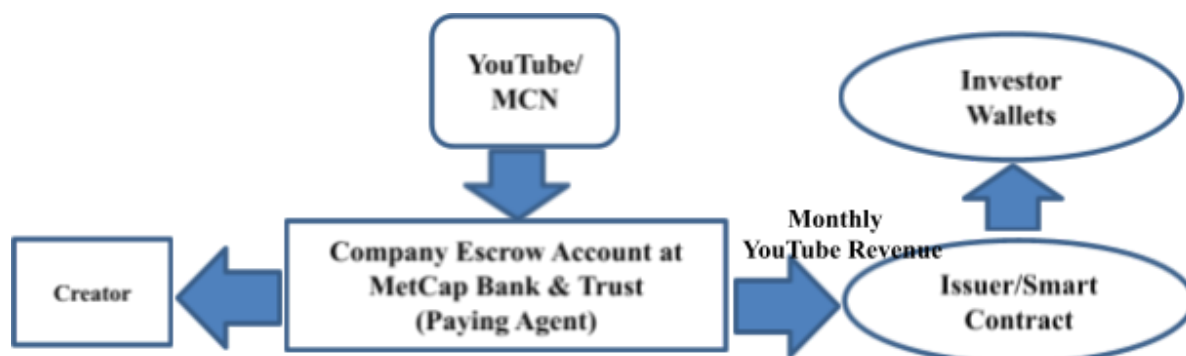 YouTube/
MCN
Investor
Wallets
Creator
Company Escrow Account at
MetCap Bank & Trust
(Paying Agent)
Monthly
YouTube Revenue
Issuer/Smart
Contract